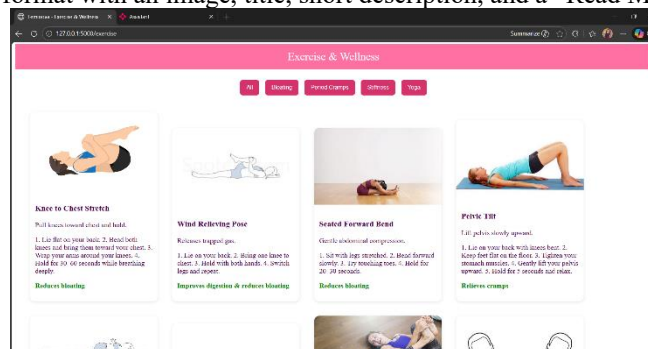 format with an image, title, short description, and a "Read M
Exercise & Wellness
127.0.0.1:5000/exercise
Summarize
Exercise & Wellness
All
Bloating
Period Cramps
Stiffness
Yoga
Knee to Chest Stretch
Pull knees toward chest and hold.
1. Lie flat on your back. 2. Bend both
knees and bring them toward your chest. 3.
Wrap your arms around your knees. 4.
Hold for 30–60 seconds while breathing
deeply.
Reduces bloating
Wind Relieving Pose
Releases trapped gas.
1. Lie on your back. 2. Bring one knee to
chest. 3. Hold with both hands. 4. Switch
legs and repeat.
Improves digestion & reduces bloating
Seated Forward Bend
Gentle abdominal compression.
1. Sit with legs stretched. 2. Bend forward
slowly. 3. Try touching toes. 4. Hold for
20–30 seconds.
Reduces bloating
Pelvic Tilt
Lift pelvis slowly upward.
1. Lie on your back with knees bent. 2.
Keep feet flat on the floor. 3. Tighten your
stomach muscles. 4. Gently lift your pelvis
upward. 5. Hold for 5 seconds and relax.
Relieves cramps